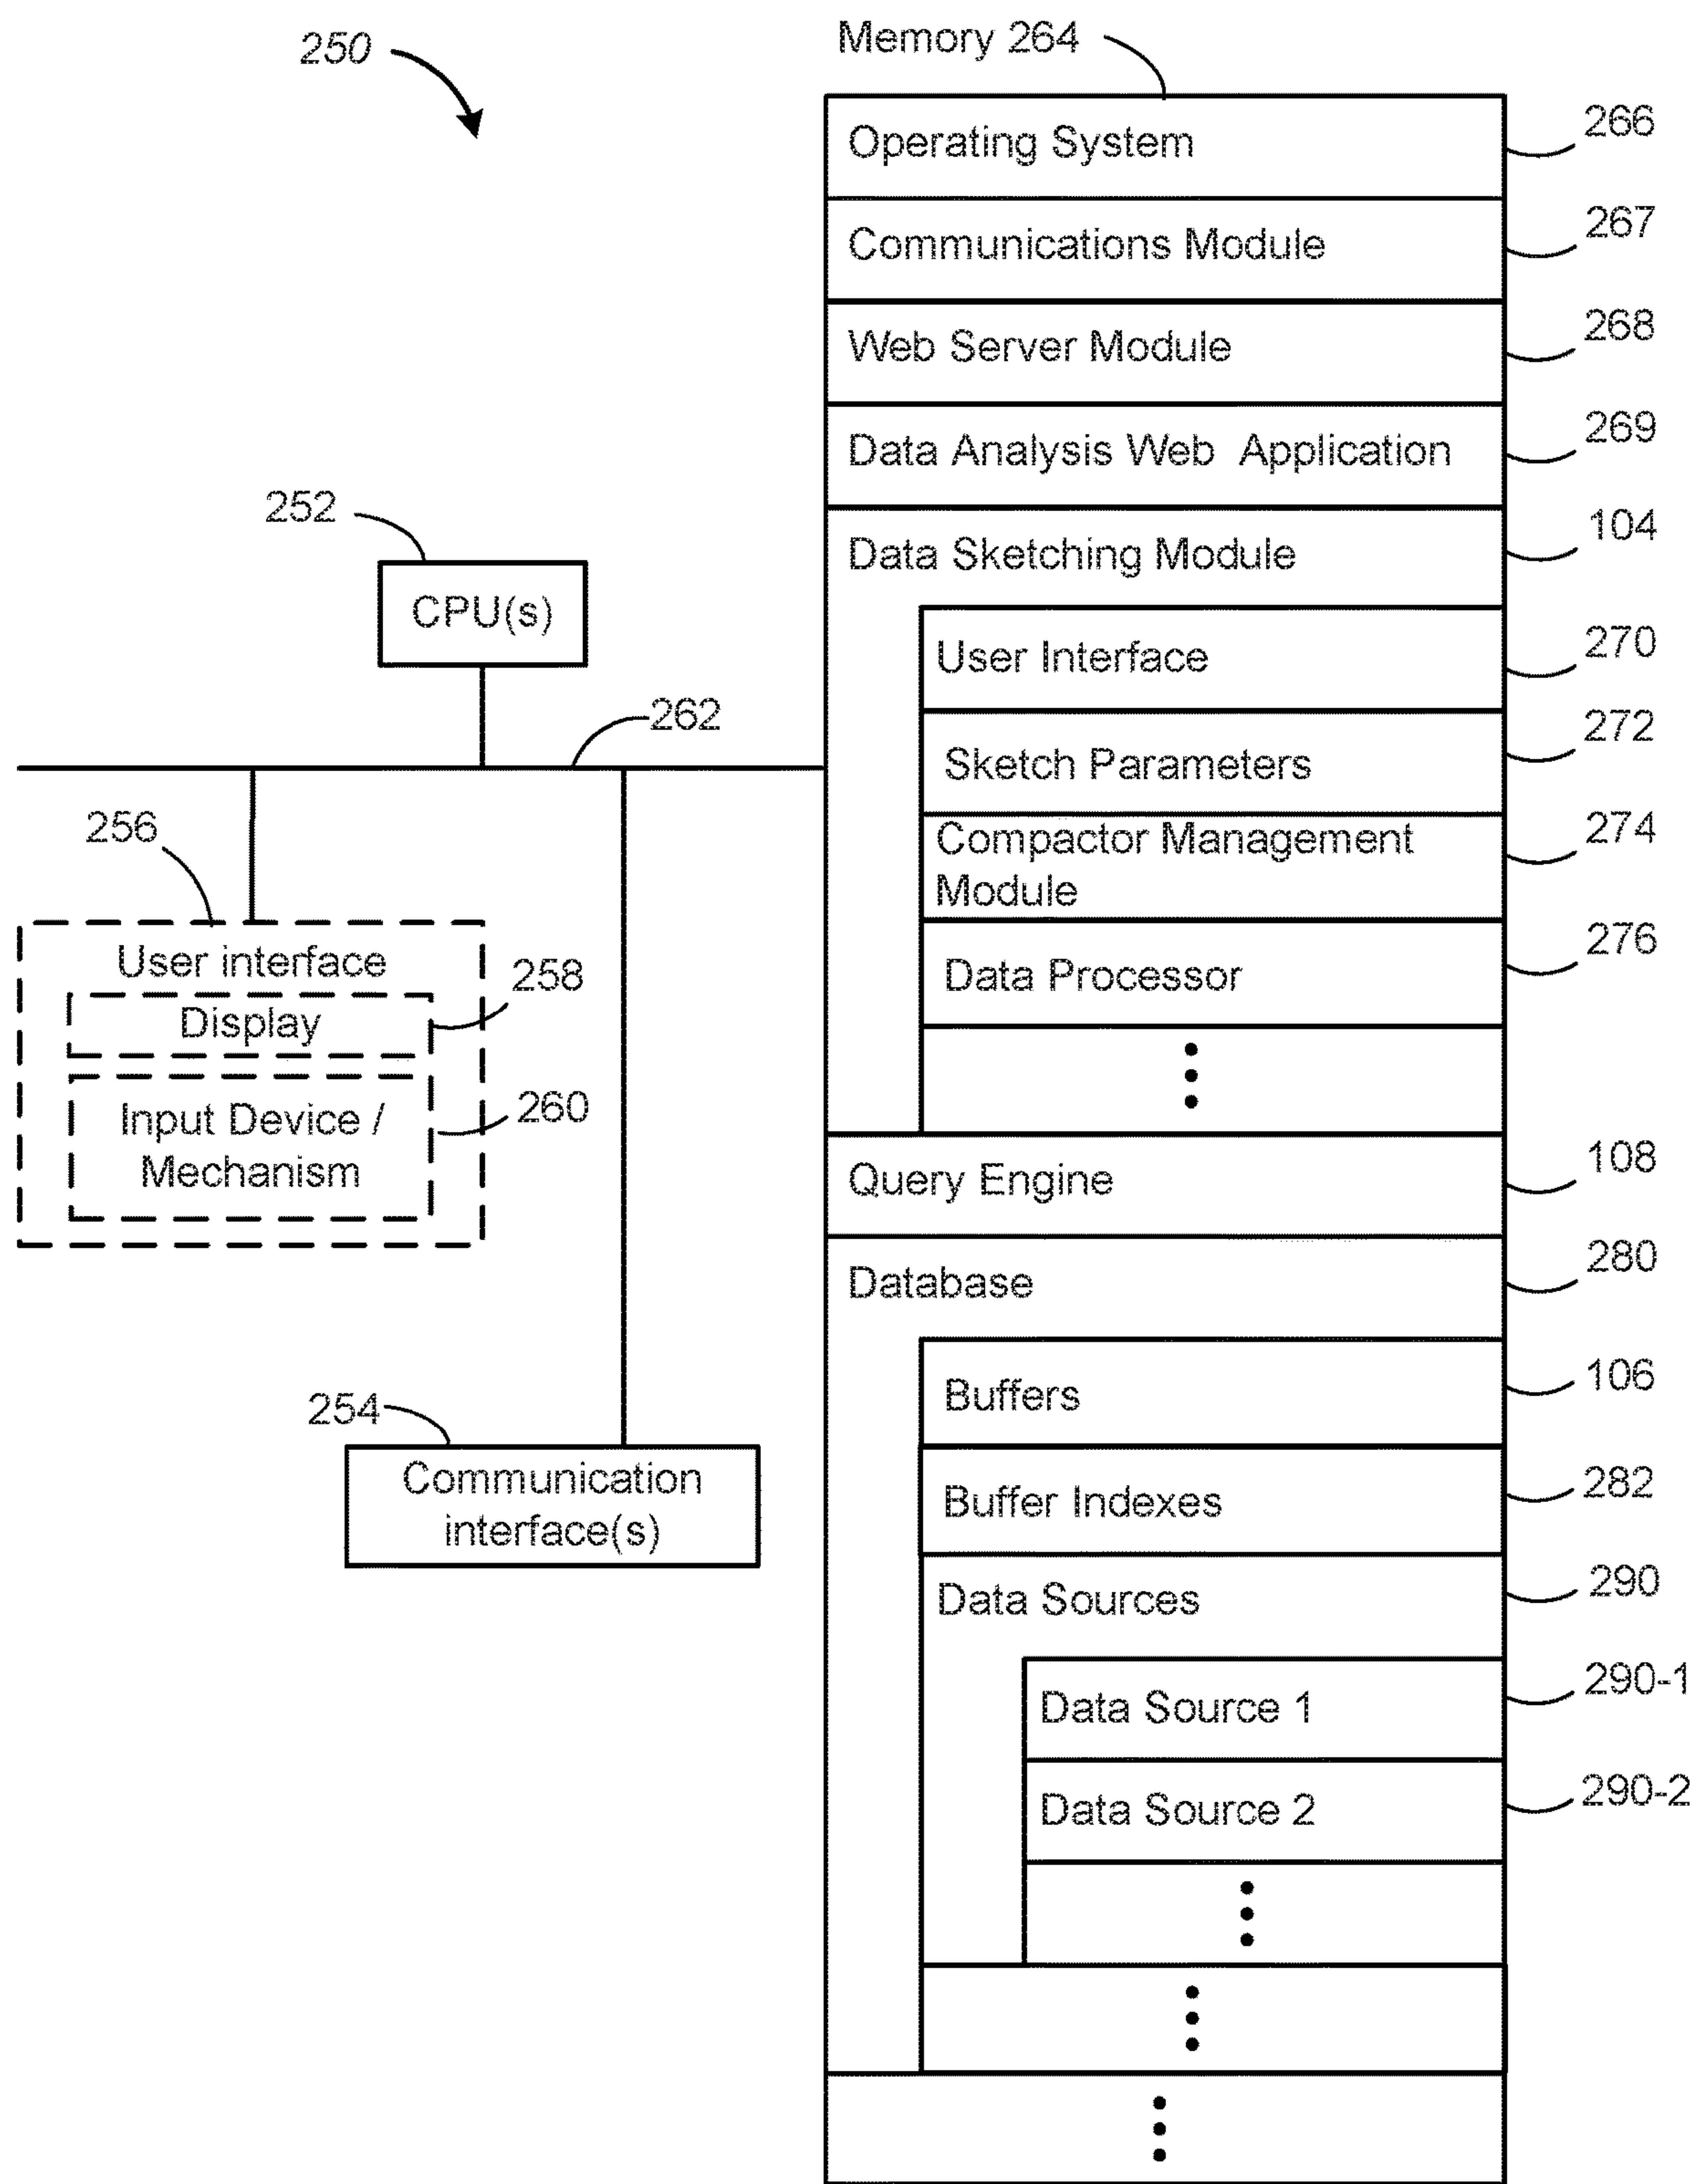 250
Memory 264
Operating System
266
Communications Module
267
Web Server Module
268
Data Analysis Web Application
269
Data Sketching Module
104
User Interface
270
Sketch Parameters
272
Compactor Management
Module
274
Data Processor
276
Query Engine
108
Database
280
Buffers
106
Buffer Indexes
282
Data Sources
290
Data Source 1
290-1
Data Source 2
290-2
252
CPU(s)
262
256
User interface
Display
258
Input Device /
Mechanism
260
254
Communication
interface(s)